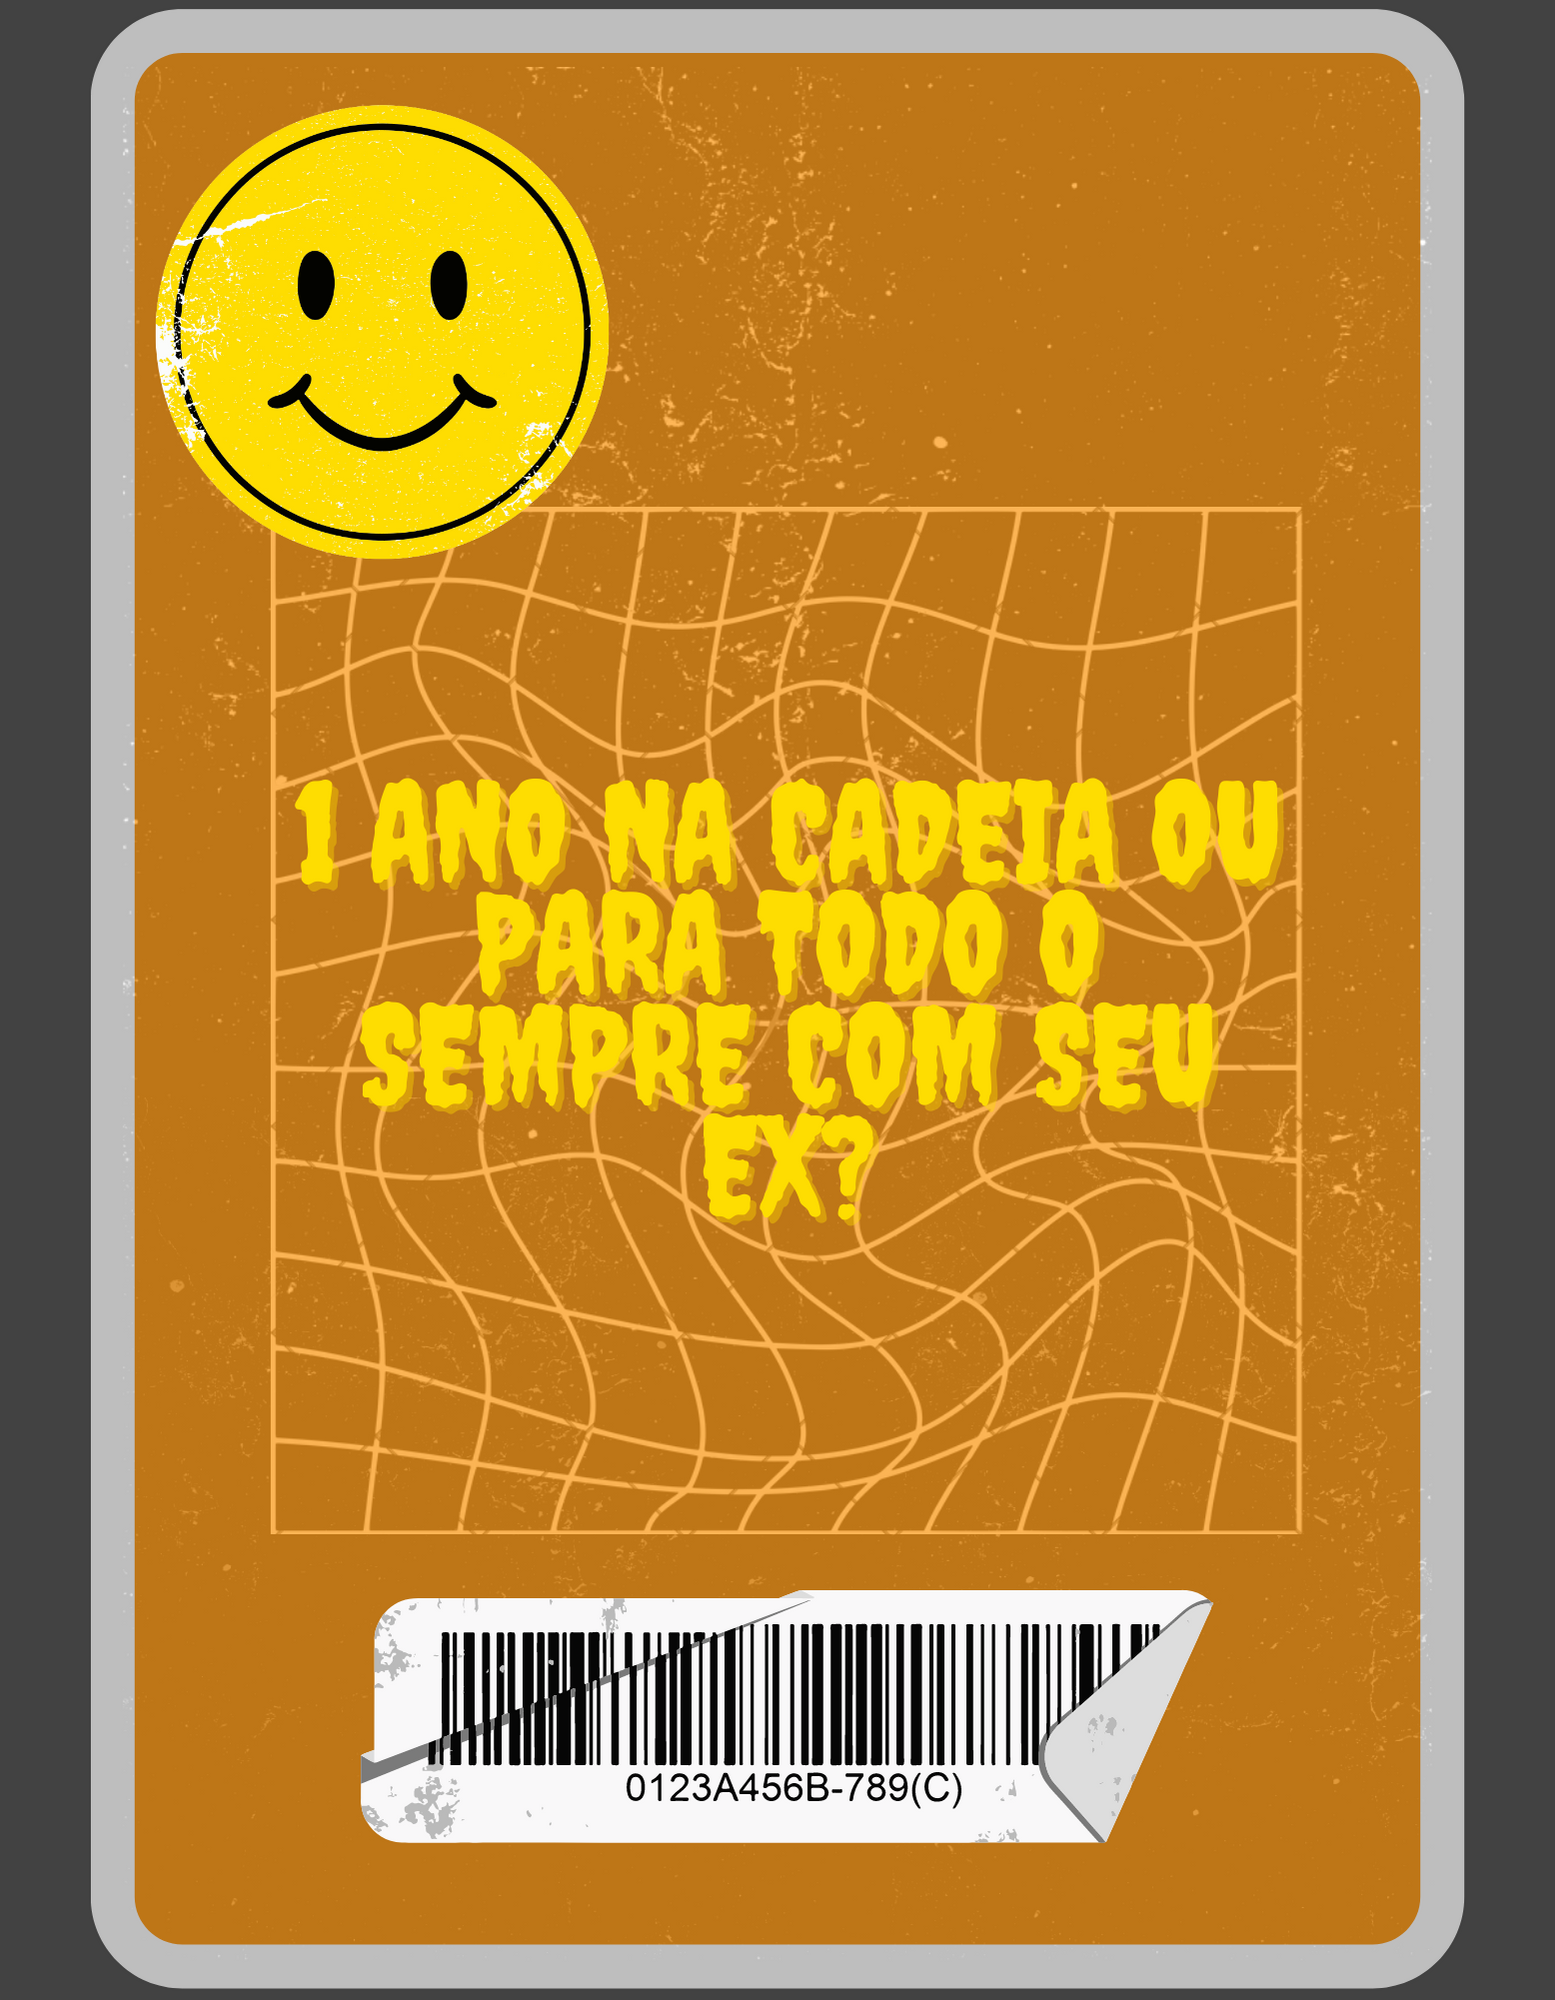 1 ANO NA CADEIA OU
PARA TODO O
SEMPRE COM SEU
EX?
0123A456B-789(C)